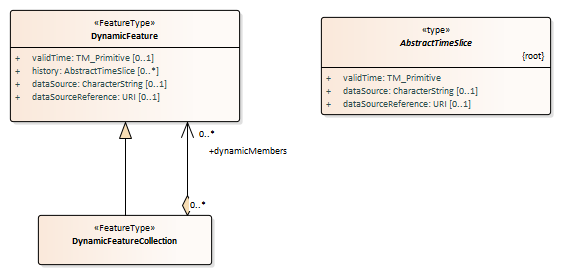 «FeatureType»
DynamicFeature
+ validTime: TM_Primitive [0..1]
+ history: AbstractTimeSlice [0..*]
+ dataSource: CharacterString [0..1]
+ dataSourceReference: URI [0..1]
«type»
AbstractTimeSlice
{root}
+ validTime: TM_Primitive
+ dataSource: CharacterString [0..1]
+ dataSourceReference: URI [0..1]
0..*
+dynamicMembers
0..*
«FeatureType»
DynamicFeatureCollection